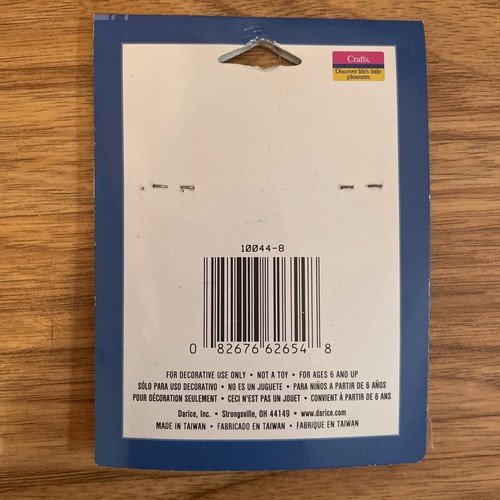 Crafts.
Discover life's little
pleasures.
10044-8
0 82676 62654 8
FOR DECORATIVE USE ONLY • NOT A TOY • FOR AGES 6 AND UP
SÓLO PARA USO DECORATIVO • NO ES UN JUGUETE • PARA NIÑOS A PARTIR DE 6 AÑOS
POUR DÉCORATION SEULEMENT • CECI N'EST PAS UN JOUET • CONVIENT À PARTIR DE 6 ANS
Darice, Inc. • Strongsville, OH 44149 • www.darice.com
MADE IN TAIWAN • FABRICADO EN TAIWAN • FABRIQUE EN TAIWAN